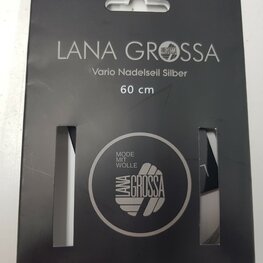 LANA GROSSA
Vario Nadelseil Silber
60 cm
MODE
MIT
WOLLE
LANA
GROSSA